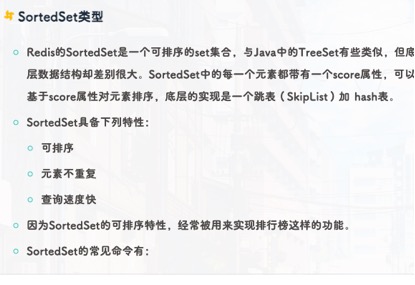 SortedSet类型
Redis的SortedSet是一个可排序的set集合，与Java中的TreeSet有些类似，但底
层数据结构却差别很大。SortedSet中的每一个元素都带有一个score属性，可以
基于score属性对元素排序，底层的实现是一个跳表（SkipList）加 hash表。
SortedSet具备下列特性：
可排序
元素不重复
查询速度快
因为SortedSet的可排序特性，经常被用来实现排行榜这样的功能。
SortedSet的常见命令有：